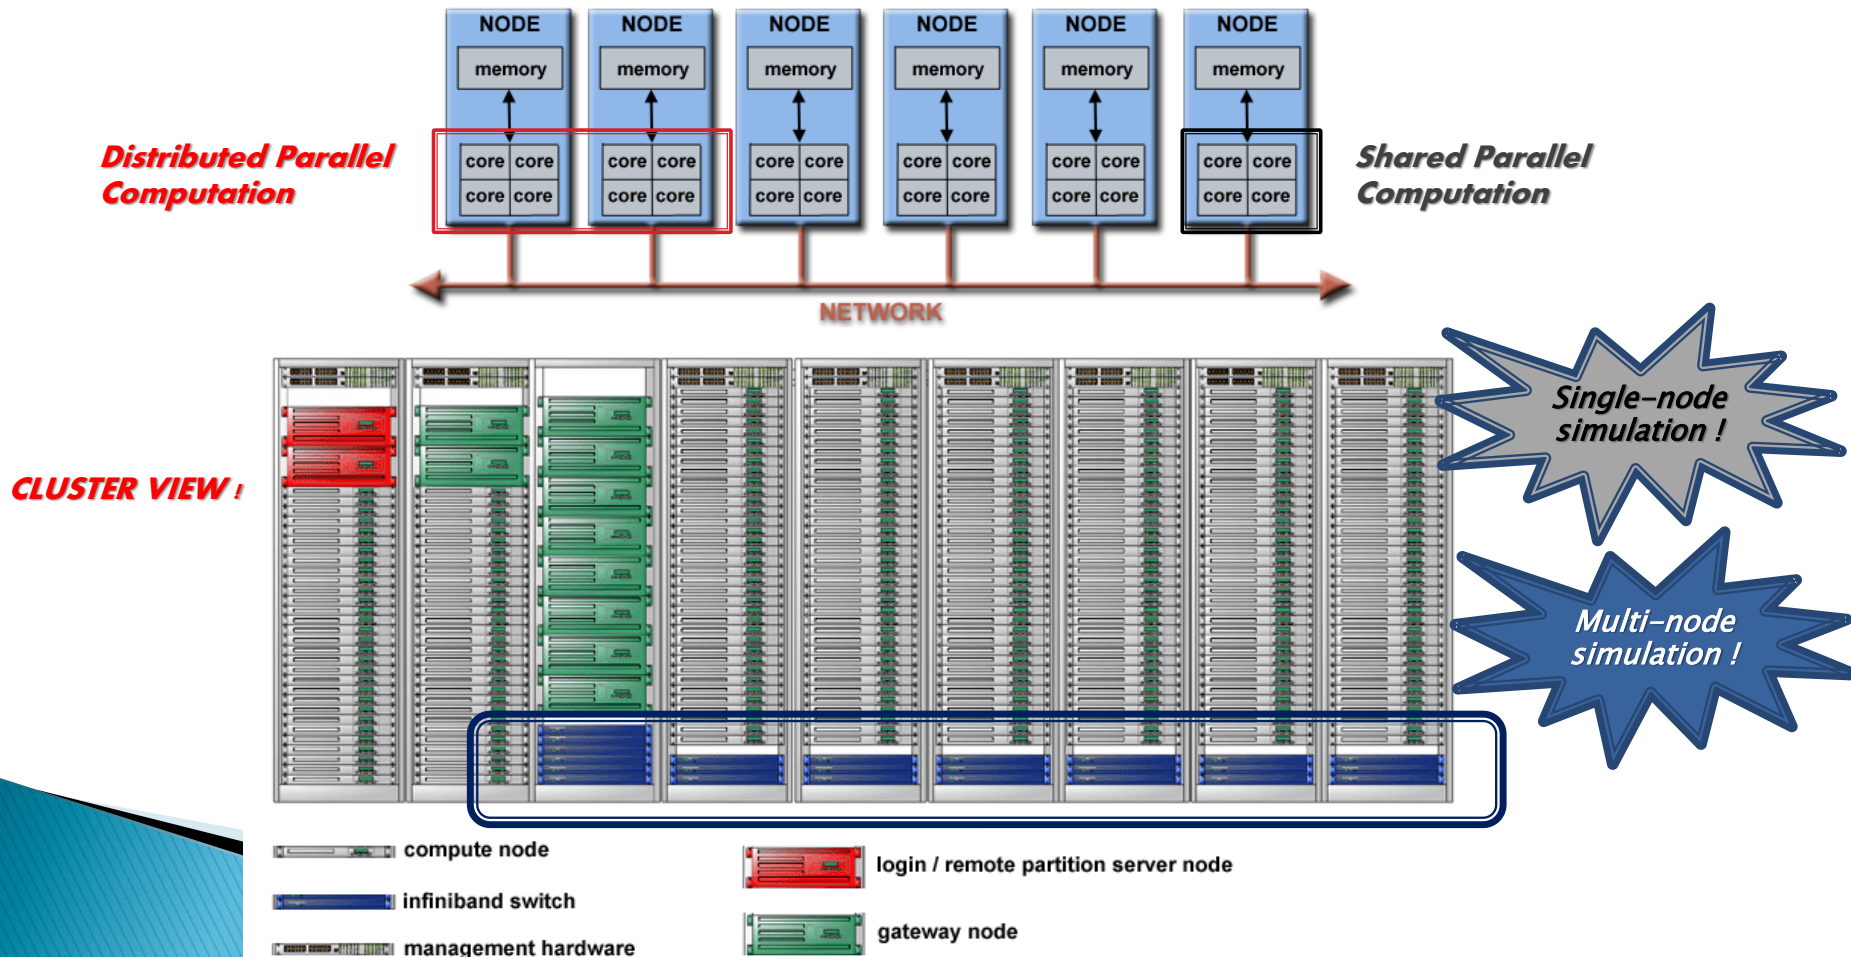 NODE NODE NODE NODE NODE NODE
memory memory memory memory memory memory
Distributed Parallel
Computation
core core core core core core core core core core core core
core core core core core core core core core core core core
Shared Parallel
Computation
NETWORK
Single-node
simulation !
CLUSTER VIEW !
Multi-node
simulation !
compute node
infiniband switch
management hardware
login / remote partition server node
gateway node